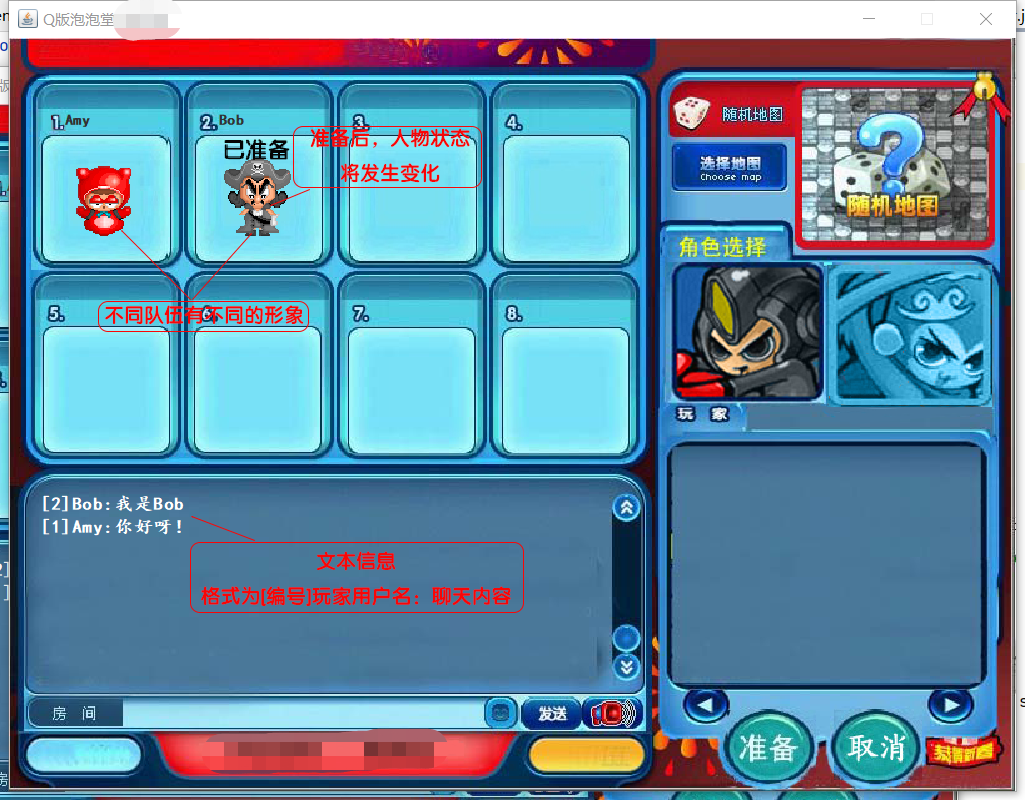 Q版泡泡堂
1. Amy
2. Bob
3.
4.
已准备
准备后，人物状态
将发生变化
不同队伍有不同的形象
5.
6.
7.
8.
随机地图
选择地图
Choose map
随机地图
角色选择
玩 家
[2]Bob:我是Bob
[1]Amy:你好呀!
文本信息
格式为[编号]玩家用户名：聊天内容
房 间
发送
准备
取消
恭贺新春